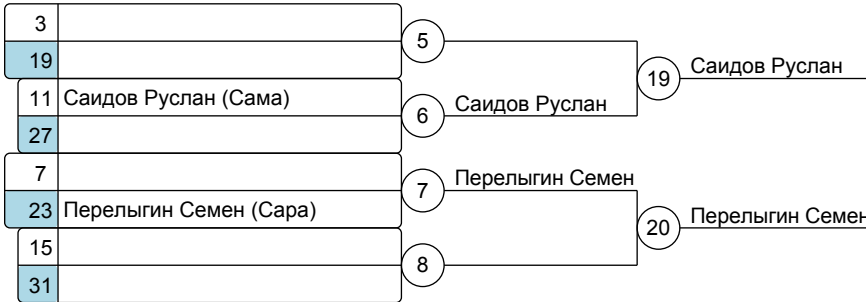 3
5
19
19 Саидов Руслан
11 Саидов Руслан (Сама)
6 Саидов Руслан
27
7
7 Перелыгин Семен
23 Перелыгин Семен (Сара)
20 Перелыгин Семен
15
8
31